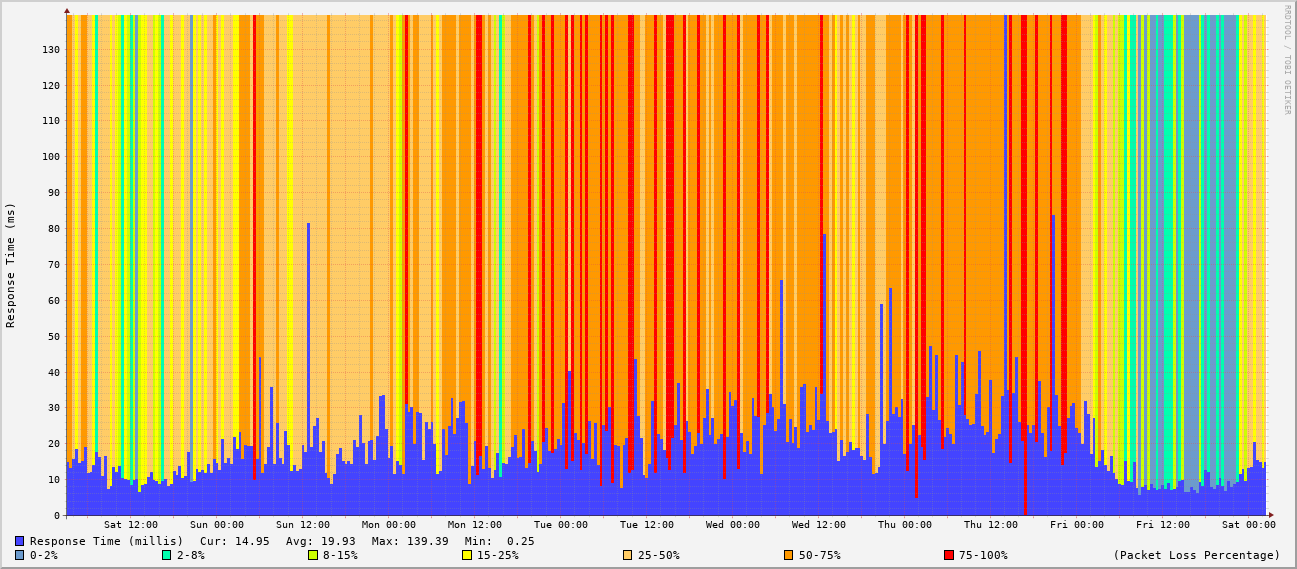 RRDTOOL / TOBI OETIKER
Response Time (ms)
130
120
110
100
90
80
70
60
50
40
30
20
10
0
Sat 12:00 Sun 00:00 Sun 12:00 Mon 00:00 Mon 12:00 Tue 00:00 Tue 12:00 Wed 00:00 Wed 12:00 Thu 00:00 Thu 12:00 Fri 00:00 Fri 12:00 Sat 00:00
Response Time (millis) Cur: 14.95 Avg: 19.93 Max: 139.39 Min: 0.25
0-2% 2-8% 8-15% 15-25% 25-50% 50-75% 75-100% (Packet Loss Percentage)